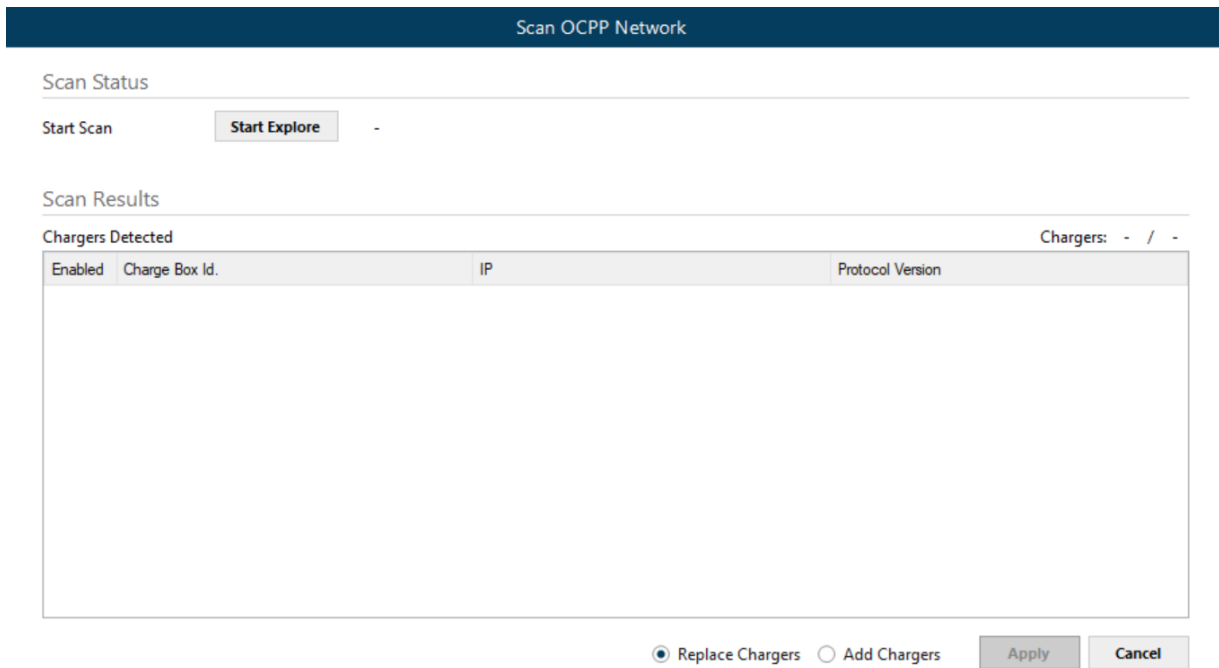 Scan OCPP Network
Scan Status
Start Scan Start Explore -
Scan Results
Chargers Detected Chargers: - / -
Enabled Charge Box Id. IP Protocol Version
Replace Chargers Add Chargers Apply Cancel